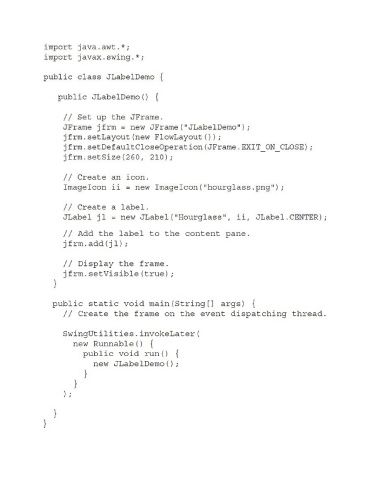 import java.awt.*;
import javax.swing.*;
public class JLabelDemo {
public JLabelDemo() {
// Set up the JFrame.
JFrame jfrm = new JFrame("JLabelDemo");
jfrm.setLayout(new FlowLayout());
jfrm.setDefaultCloseOperation(JFrame.EXIT_ON_CLOSE);
jfrm.setSize(260, 210);
// Create an icon.
ImageIcon ii = new ImageIcon("hourglass.png");
// Create a label.
JLabel jl = new JLabel("Hourglass", ii, JLabel.CENTER);
// Add the label to the content pane.
jfrm.add(jl);
// Display the frame.
jfrm.setVisible(true);
}
public static void main(String[] args) {
// Create the frame on the event dispatching thread.
SwingUtilities.invokeLater(
new Runnable() {
public void run() {
new JLabelDemo();
}
}
);
}
}